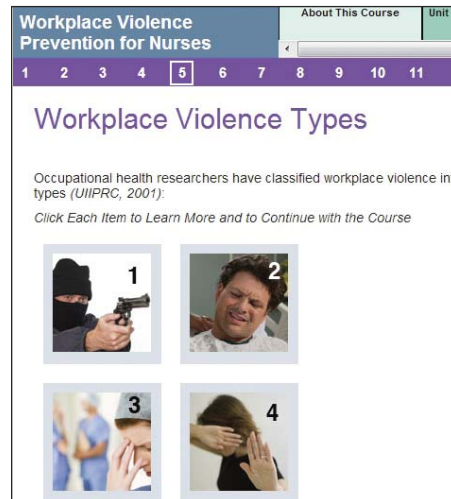 Workplace Violence
Prevention for Nurses
About This Course
Unit
1 2 3 4 5 6 7 8 9 10 11
Workplace Violence Types
Occupational health researchers have classified workplace violence in
types (UIIPRC, 2001):
Click Each Item to Learn More and to Continue with the Course
1
2
3
4